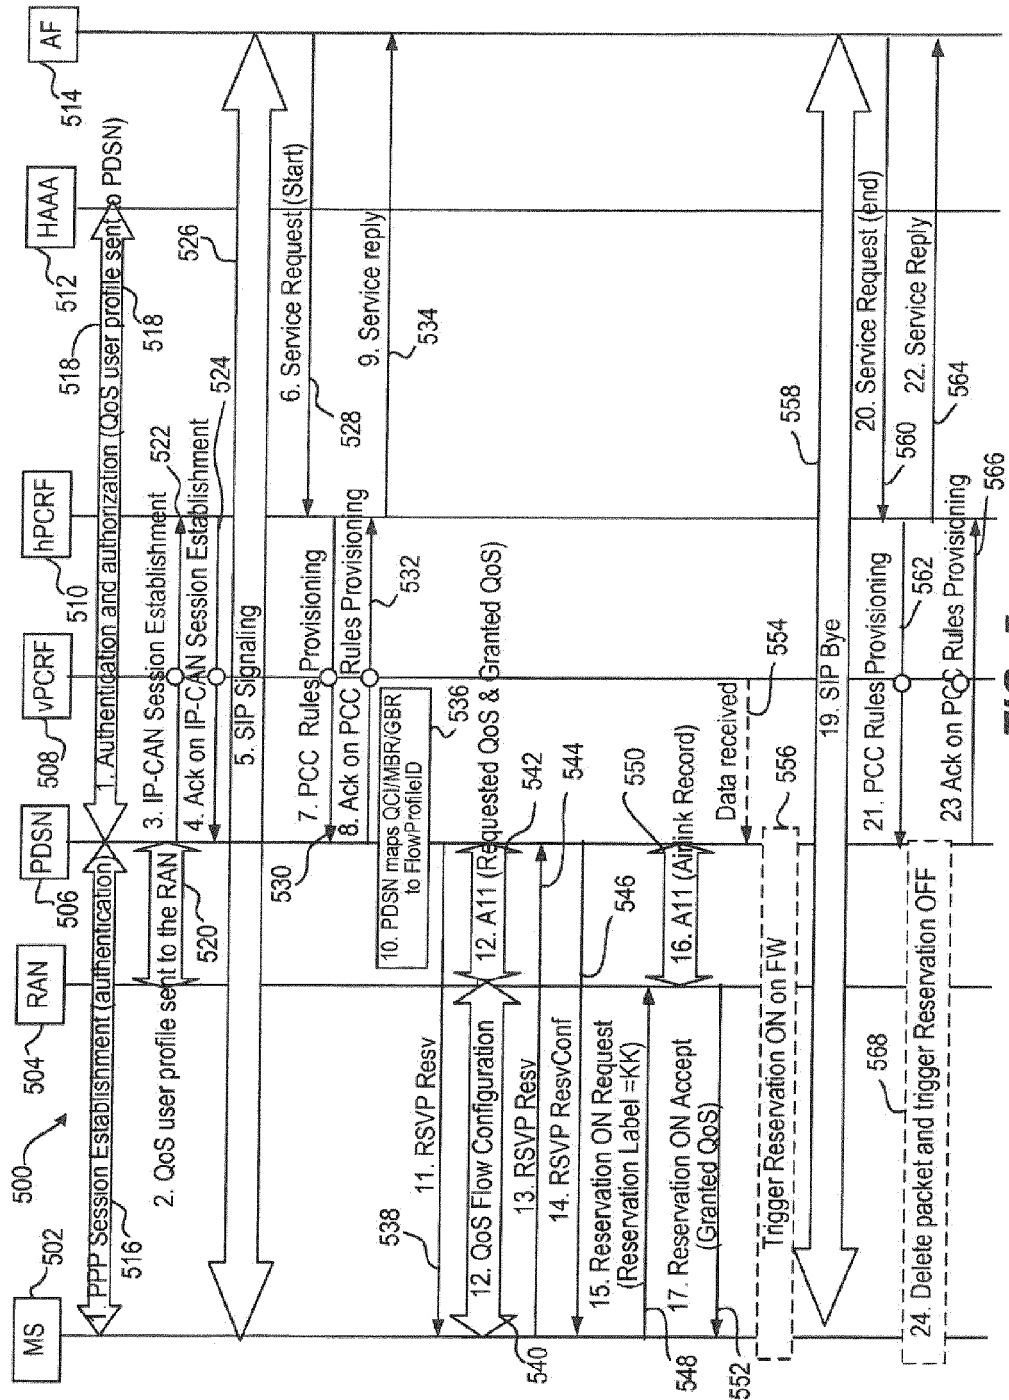 MS
502
RAN
504
PDSN
506
vPCRF
508
hPCRF
510
HAAA
512
AF
514
500
1. PPP Session Establishment (authentication)
516
1. Authentication and authorization (QoS user profile sent to PDSN)
518
518
2. QoS user profile sent to the RAN
520
3. IP-CAN Session Establishment
522
4. Ack on IP-CAN Session Establishment
524
5. SIP Signaling
526
6. Service Request (Start)
528
7. PCC Rules Provisioning
530
8. Ack on PCC Rules Provisioning
532
9. Service reply
534
10. PDSN maps QCI/MBR/GBR
to FlowProfileID
536
11. RSVP Resv
538
12. QoS Flow Configuration
540
12. A11 (Requested QoS & Granted QoS)
542
13. RSVP Resv
544
14. RSVP ResvConf
546
15. Reservation ON Request
(Reservation Label =KK)
548
16. A11 (Airlink Record)
550
17. Reservation ON Accept
(Granted QoS)
552
Data received
554
Trigger Reservation ON on FW
556
19. SIP Bye
558
20. Service Request (end)
560
21. PCC Rules Provisioning
562
22. Service Reply
564
23 Ack on PCC Rules Provisioning
566
24. Delete packet and trigger Reservation OFF
568